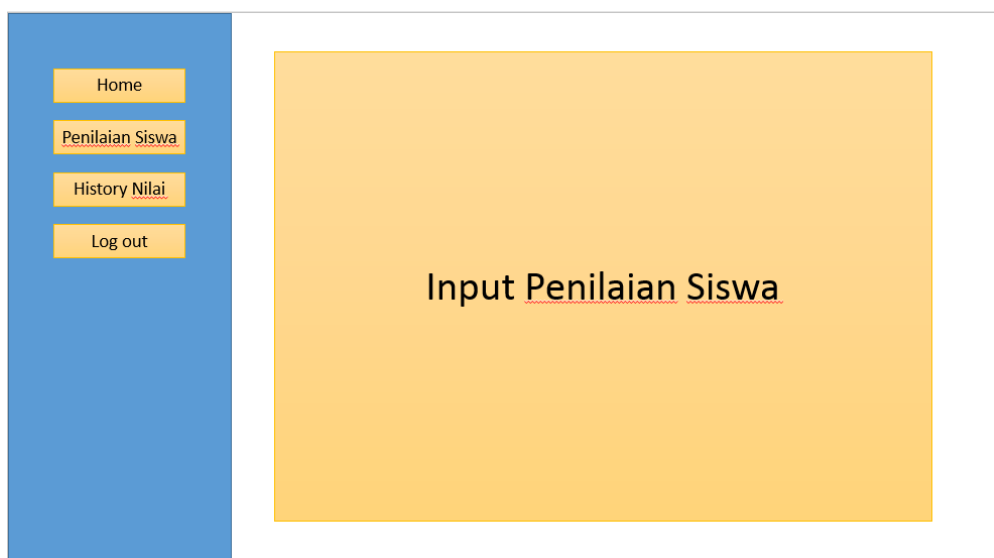 Home
Penilaian Siswa
History Nilai
Log out
Input Penilaian Siswa